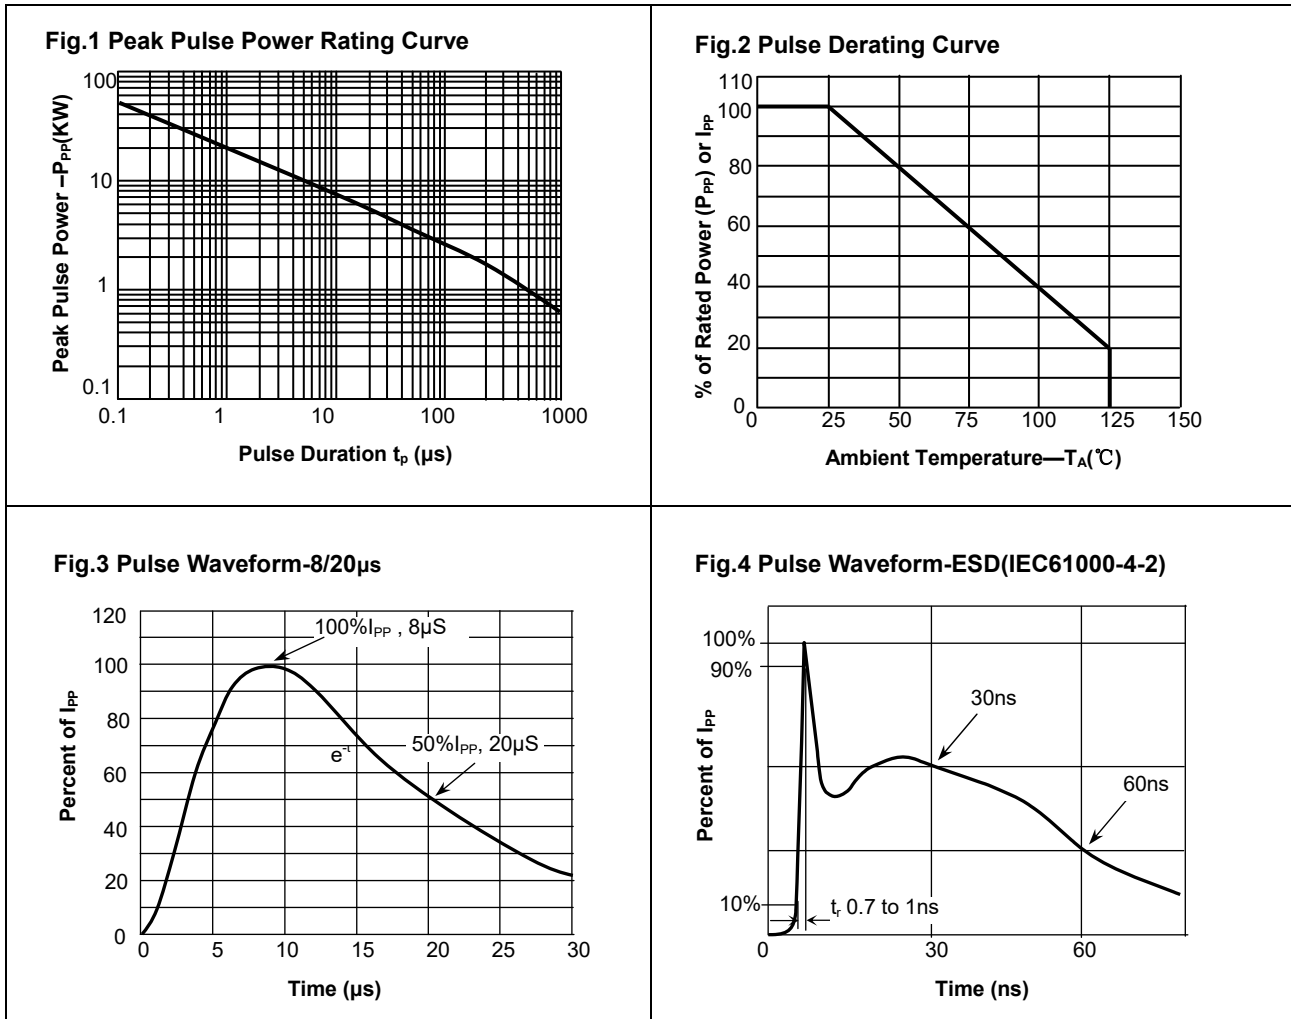 Fig.1 Peak Pulse Power Rating Curve
Peak Pulse Power –PPP(KW)
100
10
1
0.1
0.1 1 10 100 1000
Pulse Duration tp (µs)
Fig.2 Pulse Derating Curve
% of Rated Power (PPP) or IPP
110
100
80
60
40
20
0
0 25 50 75 100 125 150
Ambient Temperature—TA(℃)
Fig.3 Pulse Waveform-8/20µs
Percent of IPP
120
100
80
60
40
20
0
100%IPP , 8µS
e-t
50%IPP, 20µS
0 5 10 15 20 25 30
Time (µs)
Fig.4 Pulse Waveform-ESD(IEC61000-4-2)
Percent of IPP
100%
90%
10%
30ns
60ns
tr 0.7 to 1ns
0 30 60
Time (ns)